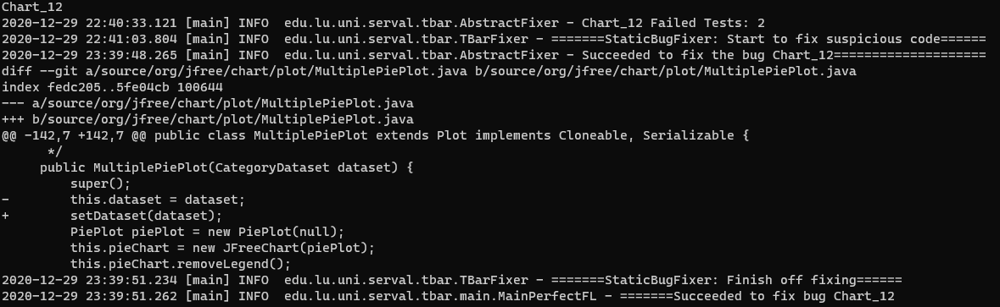 Chart_12
2020-12-29 22:40:33.121 [main] INFO  edu.lu.uni.serval.tbar.AbstractFixer - Chart_12 Failed Tests: 2
2020-12-29 22:41:03.804 [main] INFO  edu.lu.uni.serval.tbar.TBarFixer - =======StaticBugFixer: Start to fix suspicious code======
2020-12-29 23:39:48.265 [main] INFO  edu.lu.uni.serval.tbar.AbstractFixer - Succeeded to fix the bug Chart_12====================
diff --git a/source/org/jfree/chart/plot/MultiplePiePlot.java b/source/org/jfree/chart/plot/MultiplePiePlot.java
index fedc205..5fe04cb 100644
--- a/source/org/jfree/chart/plot/MultiplePiePlot.java
+++ b/source/org/jfree/chart/plot/MultiplePiePlot.java
@@ -142,7 +142,7 @@ public class MultiplePiePlot extends Plot implements Cloneable, Serializable {
      */
     public MultiplePiePlot(CategoryDataset dataset) {
         super();
-        this.dataset = dataset;
+        setDataset(dataset);
         PiePlot piePlot = new PiePlot(null);
         this.pieChart = new JFreeChart(piePlot);
         this.pieChart.removeLegend();
2020-12-29 23:39:51.234 [main] INFO  edu.lu.uni.serval.tbar.TBarFixer - =======StaticBugFixer: Finish off fixing======
2020-12-29 23:39:51.262 [main] INFO  edu.lu.uni.serval.tbar.main.MainPerfectFL - =======Succeeded to fix bug Chart_12